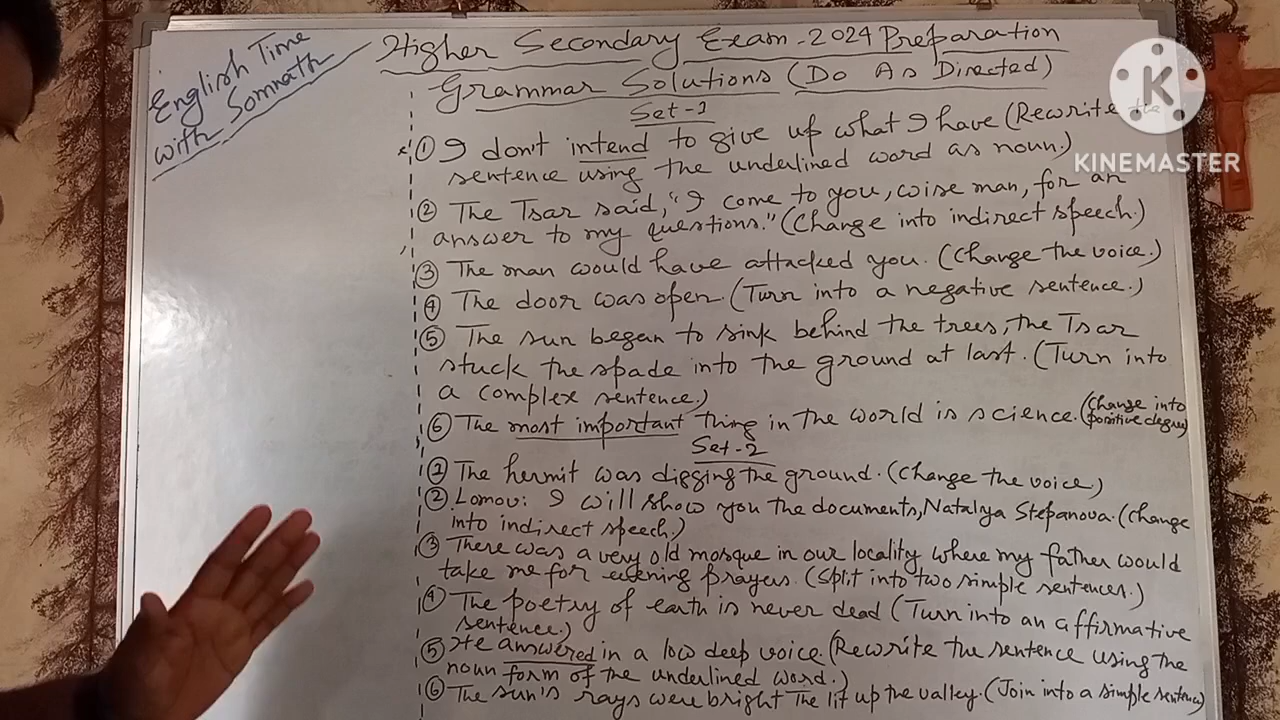 English Time
with Somnath
Higher Secondary Exam-2024 Preparation
Grammar Solutions (Do As Directed)
Set-1
① I don't intend to give up what I have (Rewrite the
sentence using the underlined word as noun.)
② The Tsar said, "I come to you, wise man, for an
answer to my questions." (Change into indirect speech.)
③ The man would have attacked you. (Change the voice.)
④ The door was open. (Turn into a negative sentence.)
⑤ The sun began to sink behind the trees, the Tsar
stuck the spade into the ground at last. (Turn into
a complex sentence.)
⑥ The most important thing in the world is science. (Change into
positive degree)
Set-2
① The hermit was digging the ground. (Change the voice)
② Lomov: I will show you the documents, Natalya Stepanova. (Change
into indirect speech.)
③ There was a very old mosque in our locality where my father would
take me for evening prayers. (Split into two simple sentences.)
④ The poetry of earth is never dead (Turn into an affirmative
sentence.)
⑤ He answered in a low deep voice. (Rewrite the sentence using the
noun form of the underlined word.)
⑥ The sun's rays were bright The lit up the valley. (Join into a simple sentence)
K
KINEMASTER